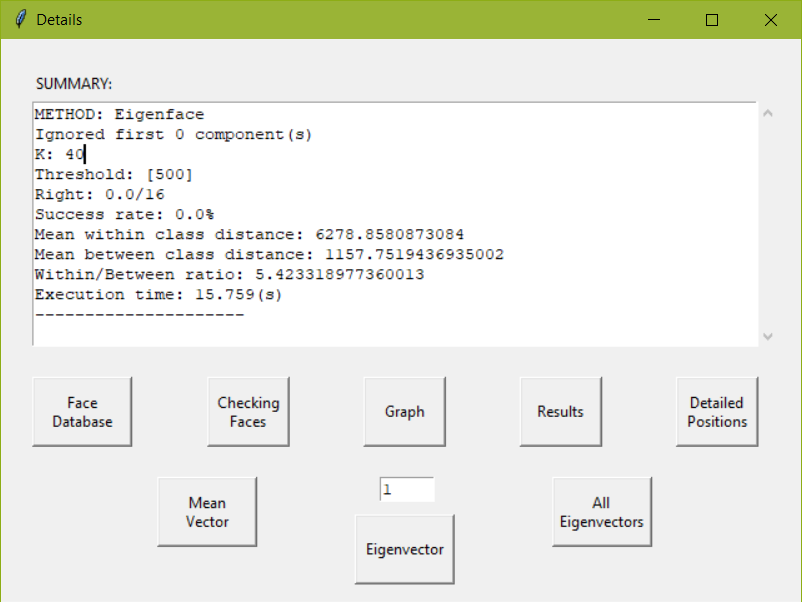 Details
SUMMARY:
METHOD: Eigenface
Ignored first 0 component(s)
K: 40
Threshold: [500]
Right: 0.0/16
Success rate: 0.0%
Mean within class distance: 6278.8580873084
Mean between class distance: 1157.7519436935002
Within/Between ratio: 5.423318977360013
Execution time: 15.759(s)
---------------------
Face
Database
Checking
Faces
Graph
Results
Detailed
Positions
Mean
Vector
1
Eigenvector
All
Eigenvectors